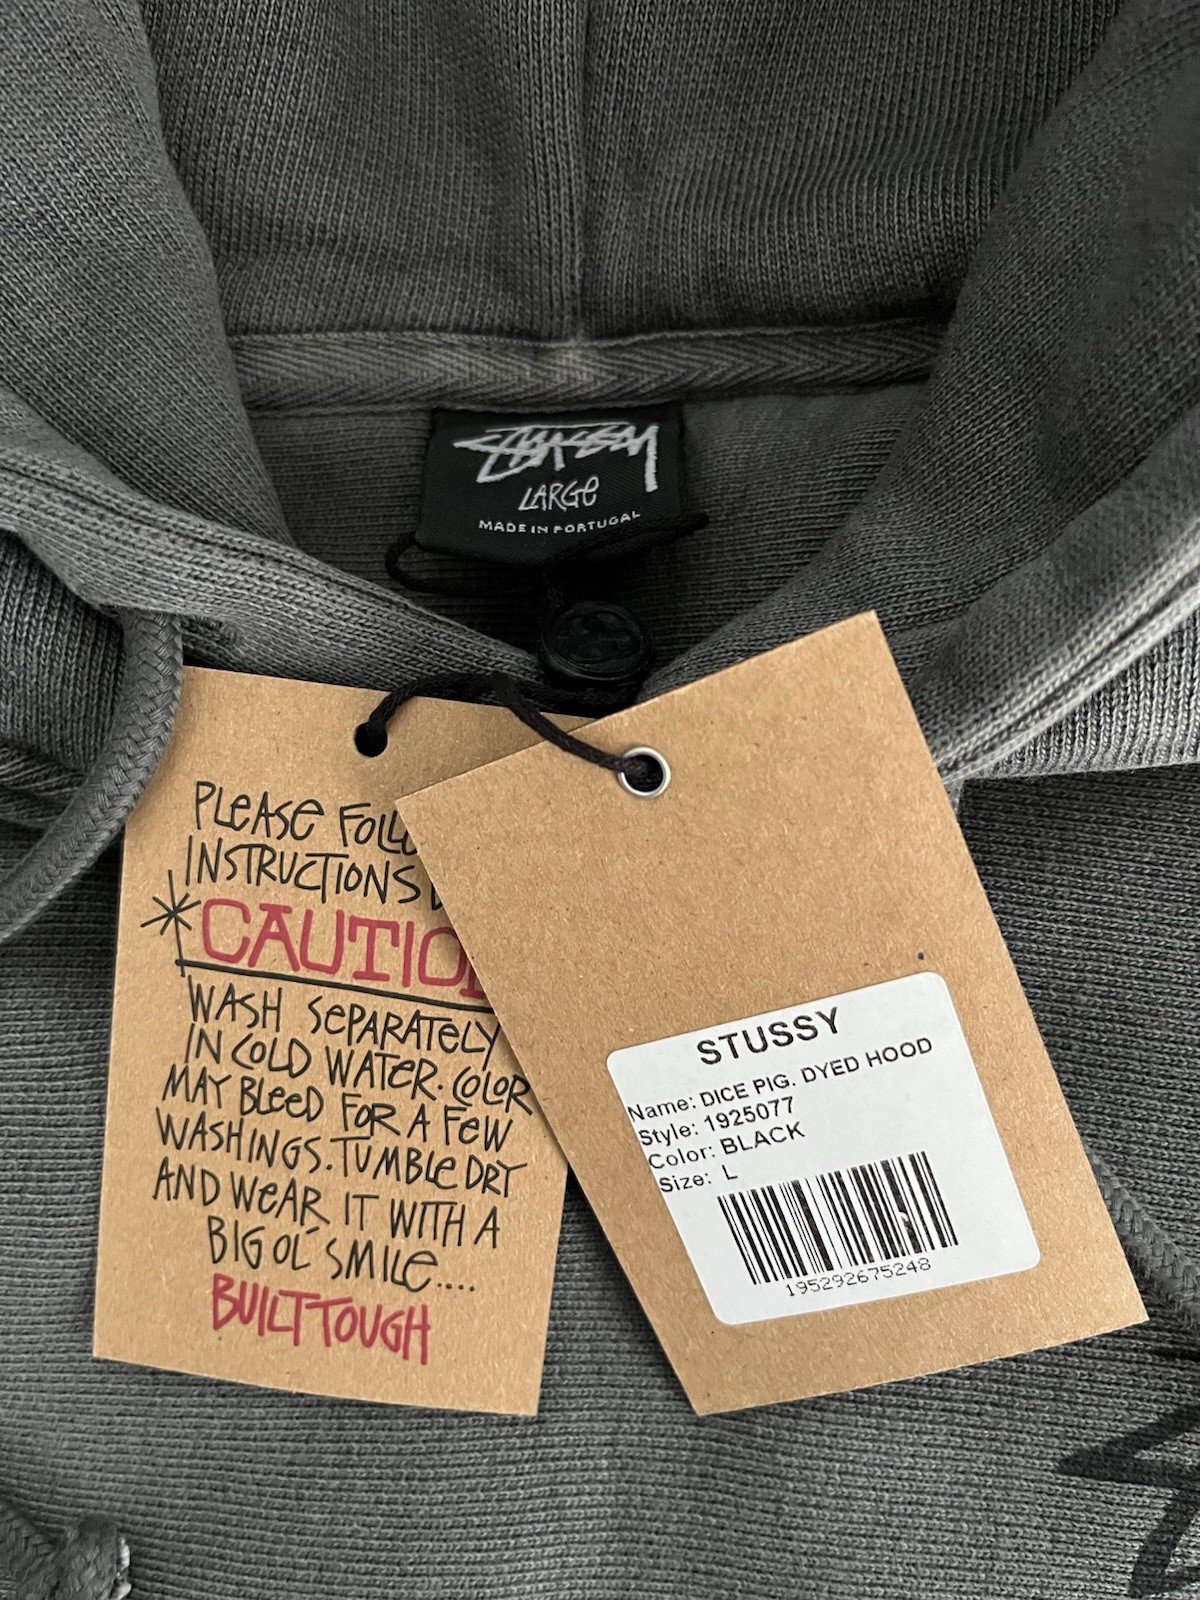 STUSSY
LARGE
MADE IN PORTUGAL
PLEASE
INSTRUCTIONS
WASH SEPARATELY
IN COLD WATER. COLOR
MAY BLEED FOR A FEW
WASHINGS. TUMBLE DRY
AND WEAR IT WITH A
BIG OL' SMILE....
BUILT TOUGH
STUSSY
Name: DICE PIG. DYED HOOD
Style: 1925077
Color: BLACK
Size: L
195292675248